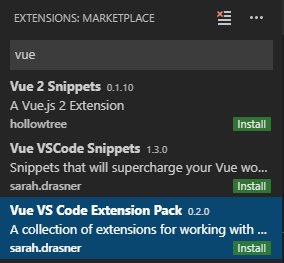 EXTENSIONS: MARKETPLACE
vue
Vue 2 Snippets 0.1.10
A Vue.js 2 Extension
hollowtree Install
Vue VSCode Snippets 1.3.0
Snippets that will supercharge your Vue wo...
sarah.drasner Install
Vue VS Code Extension Pack 0.2.0
A collection of extensions for working with ...
sarah.drasner Install